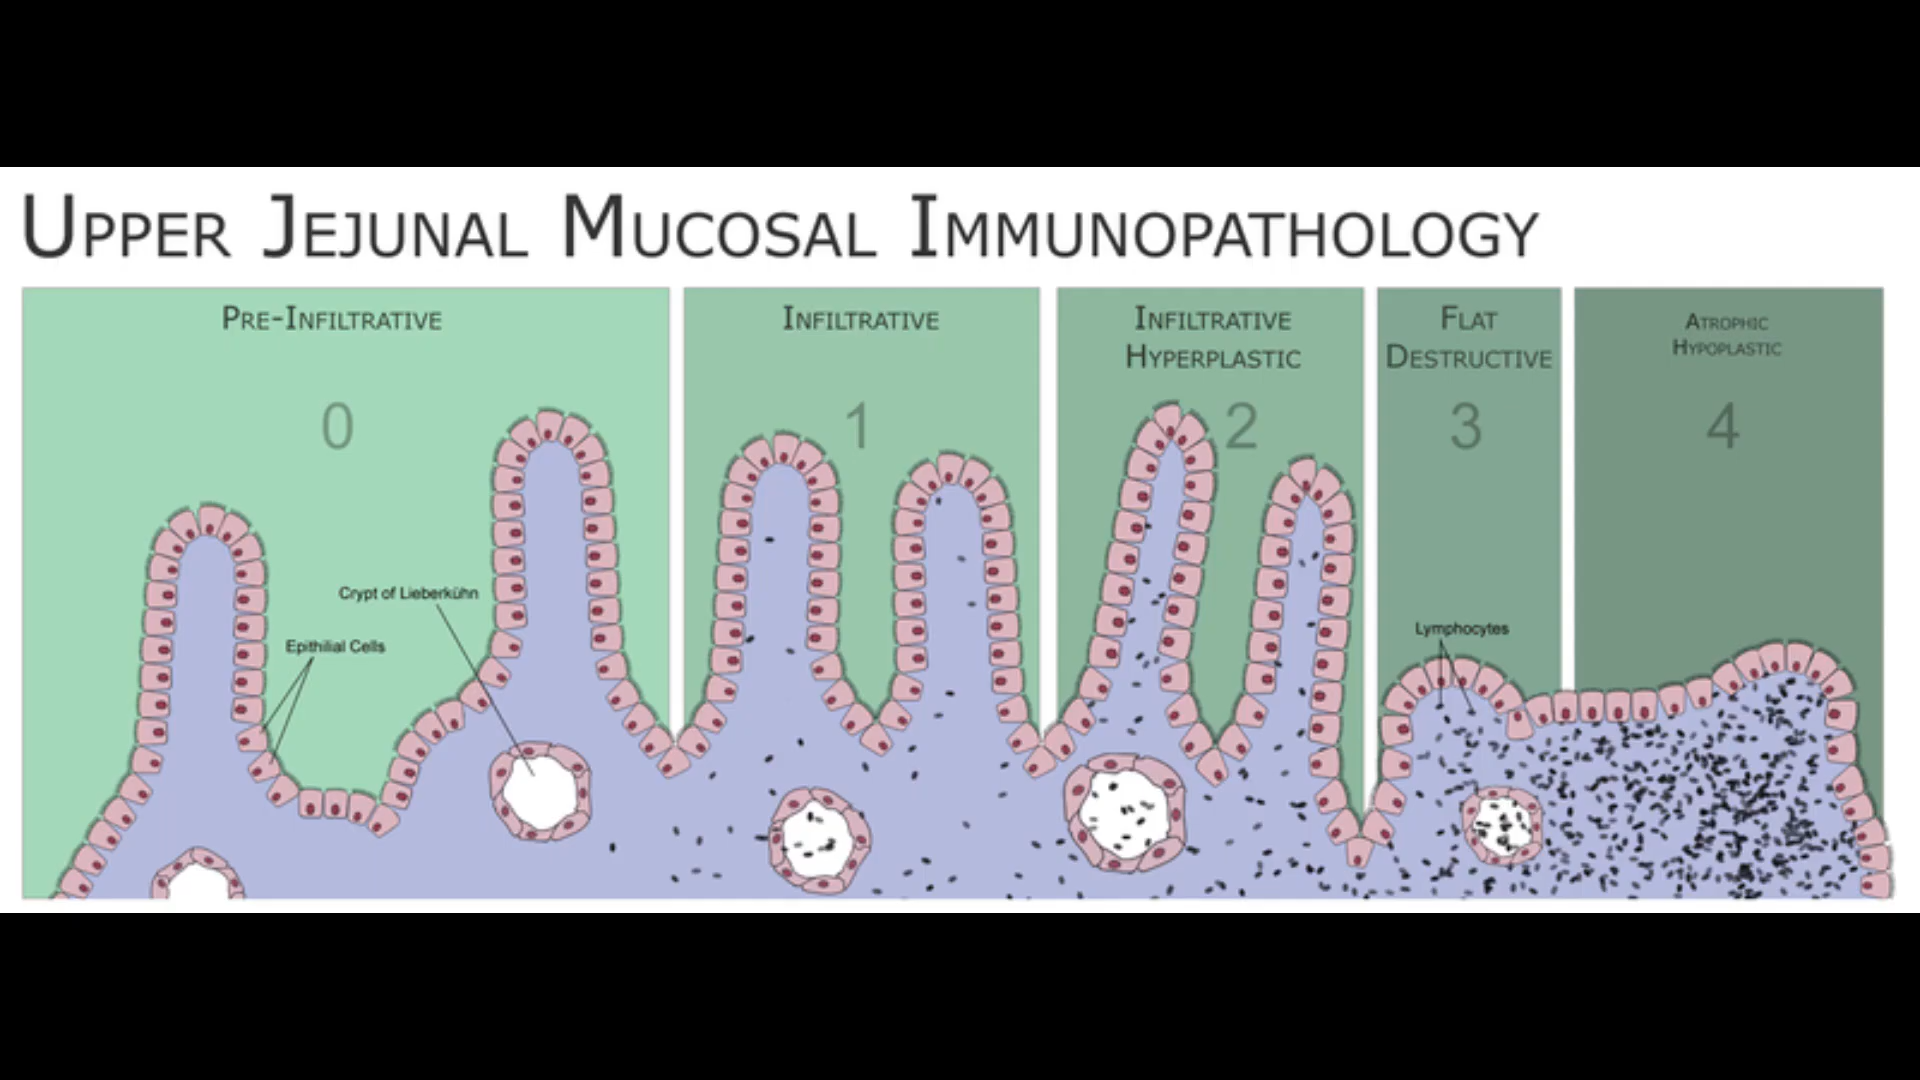 Upper Jejunal Mucosal Immunopathology
Pre-Infiltrative
0
Infiltrative
1
Infiltrative
Hyperplastic
2
Flat
Destructive
3
Atrophic
Hypoplastic
4
Crypt of Lieberkühn
Epithilial Cells
Lymphocytes